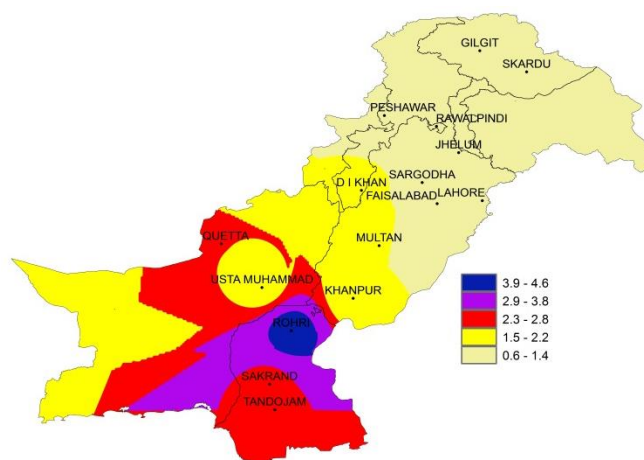 GILGIT
SKARDU
PESHAWAR
RAWALPINDI
JHELUM
SARGODHA
D I KHAN
FAISALABAD
LAHORE
MULTAN
QUETTA
USTA MUHAMMAD
KHANPUR
ROHRI
SAKRAND
TANDOJAM
3.9 - 4.6
2.9 - 3.8
2.3 - 2.8
1.5 - 2.2
0.6 - 1.4